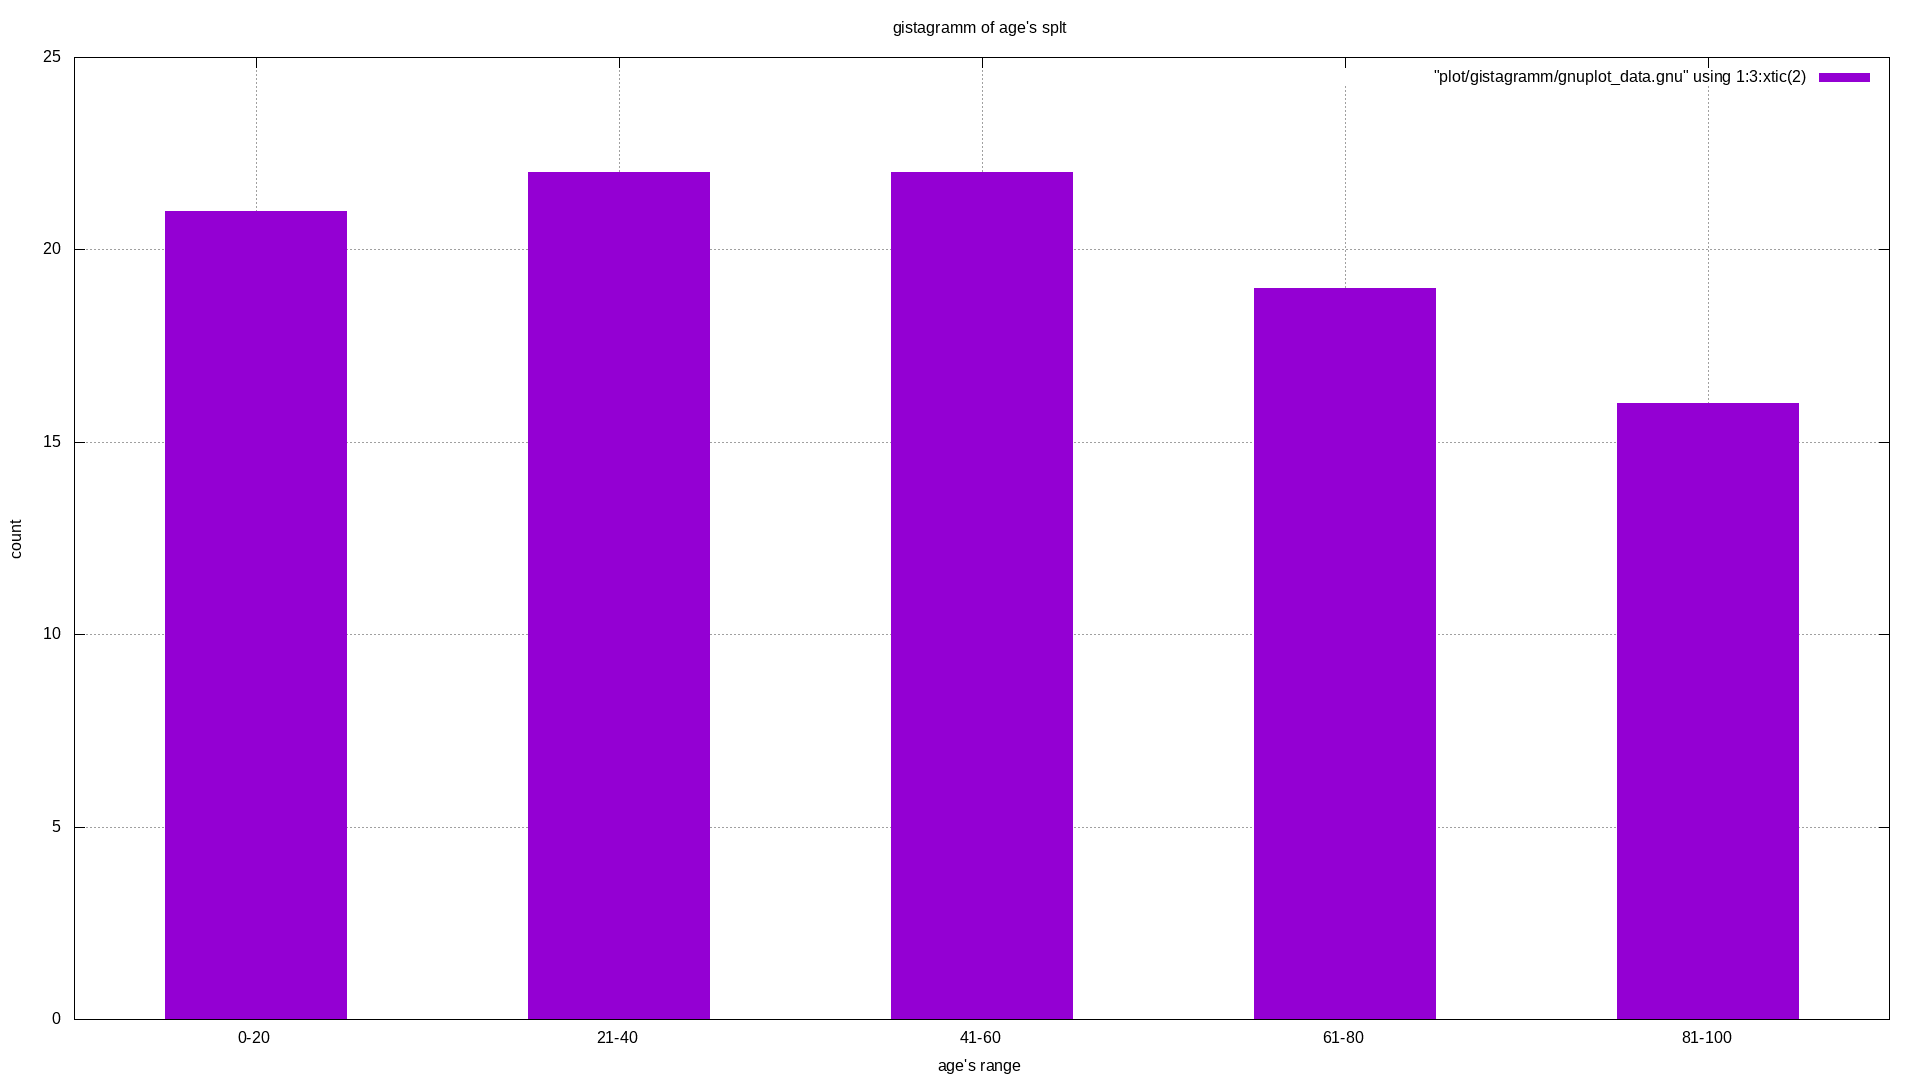 gistagramm of age's splt
"plot/gistagramm/gnuplot_data.gnu" using 1:3:xtic(2)
25
20
15
10
5
0
count
0-20 21-40 41-60 61-80 81-100
age's range